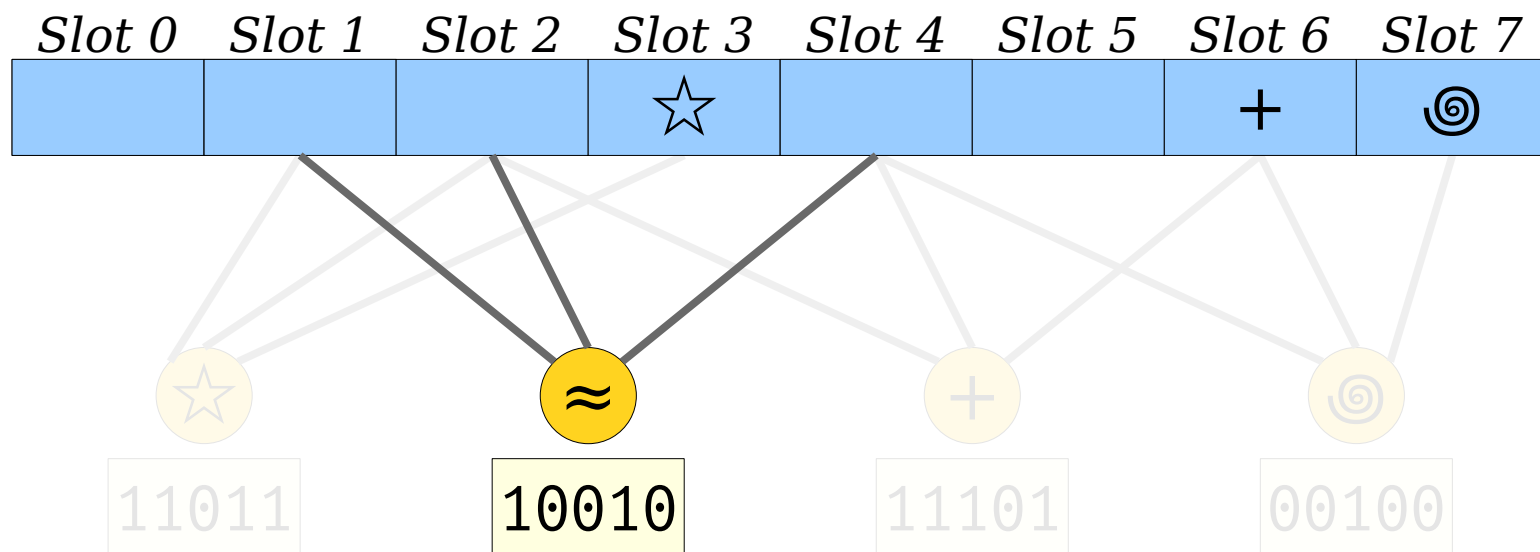 Slot 0 Slot 1 Slot 2 Slot 3 Slot 4 Slot 5 Slot 6 Slot 7
☆ + ꩜
☆ ≈ + ꩜
11011 10010 11101 00100